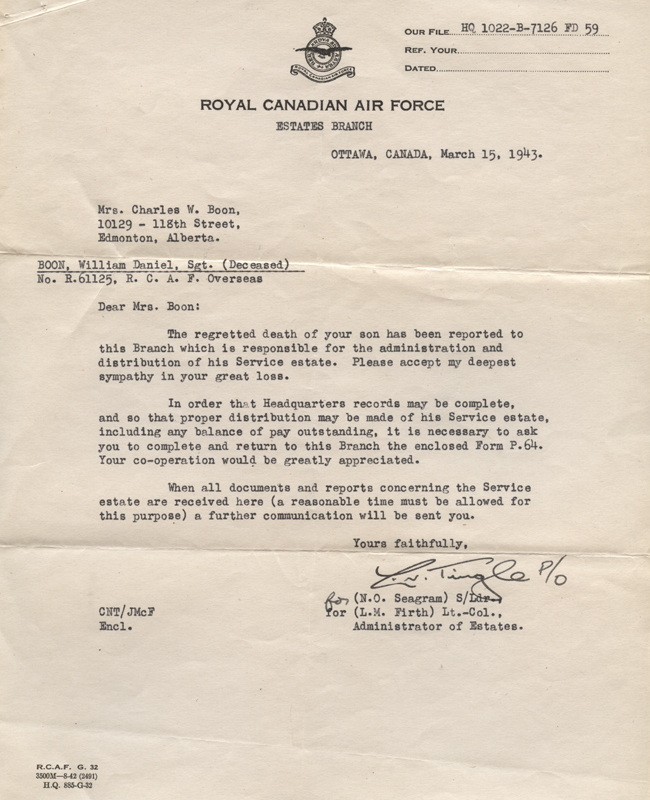 OUR FILE HQ 1022-B-7126 FD 59
REF. YOUR
DATED
ROYAL CANADIAN AIR FORCE
ESTATES BRANCH
OTTAWA, CANADA, March 15, 1943.
Mrs. Charles W. Boon,
10129 - 118th Street,
Edmonton, Alberta.
BOON, William Daniel, Sgt. (Deceased)
No. R.61125, R. C. A. F. Overseas
Dear Mrs. Boon:
The regretted death of your son has been reported to
this Branch which is responsible for the administration and
distribution of his Service estate. Please accept my deepest
sympathy in your great loss.
In order that Headquarters records may be complete,
and so that proper distribution may be made of his Service estate,
including any balance of pay outstanding, it is necessary to ask
you to complete and return to this Branch the enclosed Form P.64.
Your co-operation would be greatly appreciated.
When all documents and reports concerning the Service
estate are received here (a reasonable time must be allowed for
this purpose) a further communication will be sent you.
Yours faithfully,
Tingle P/O
for (N.O. Seagram) S/Ldr.,
CNT/JMcF for (L.M. Firth) Lt.-Col.,
Encl. Administrator of Estates.
R.C.A.F. G. 32
3500M—8-42 (2491)
H.Q. 885-G-32